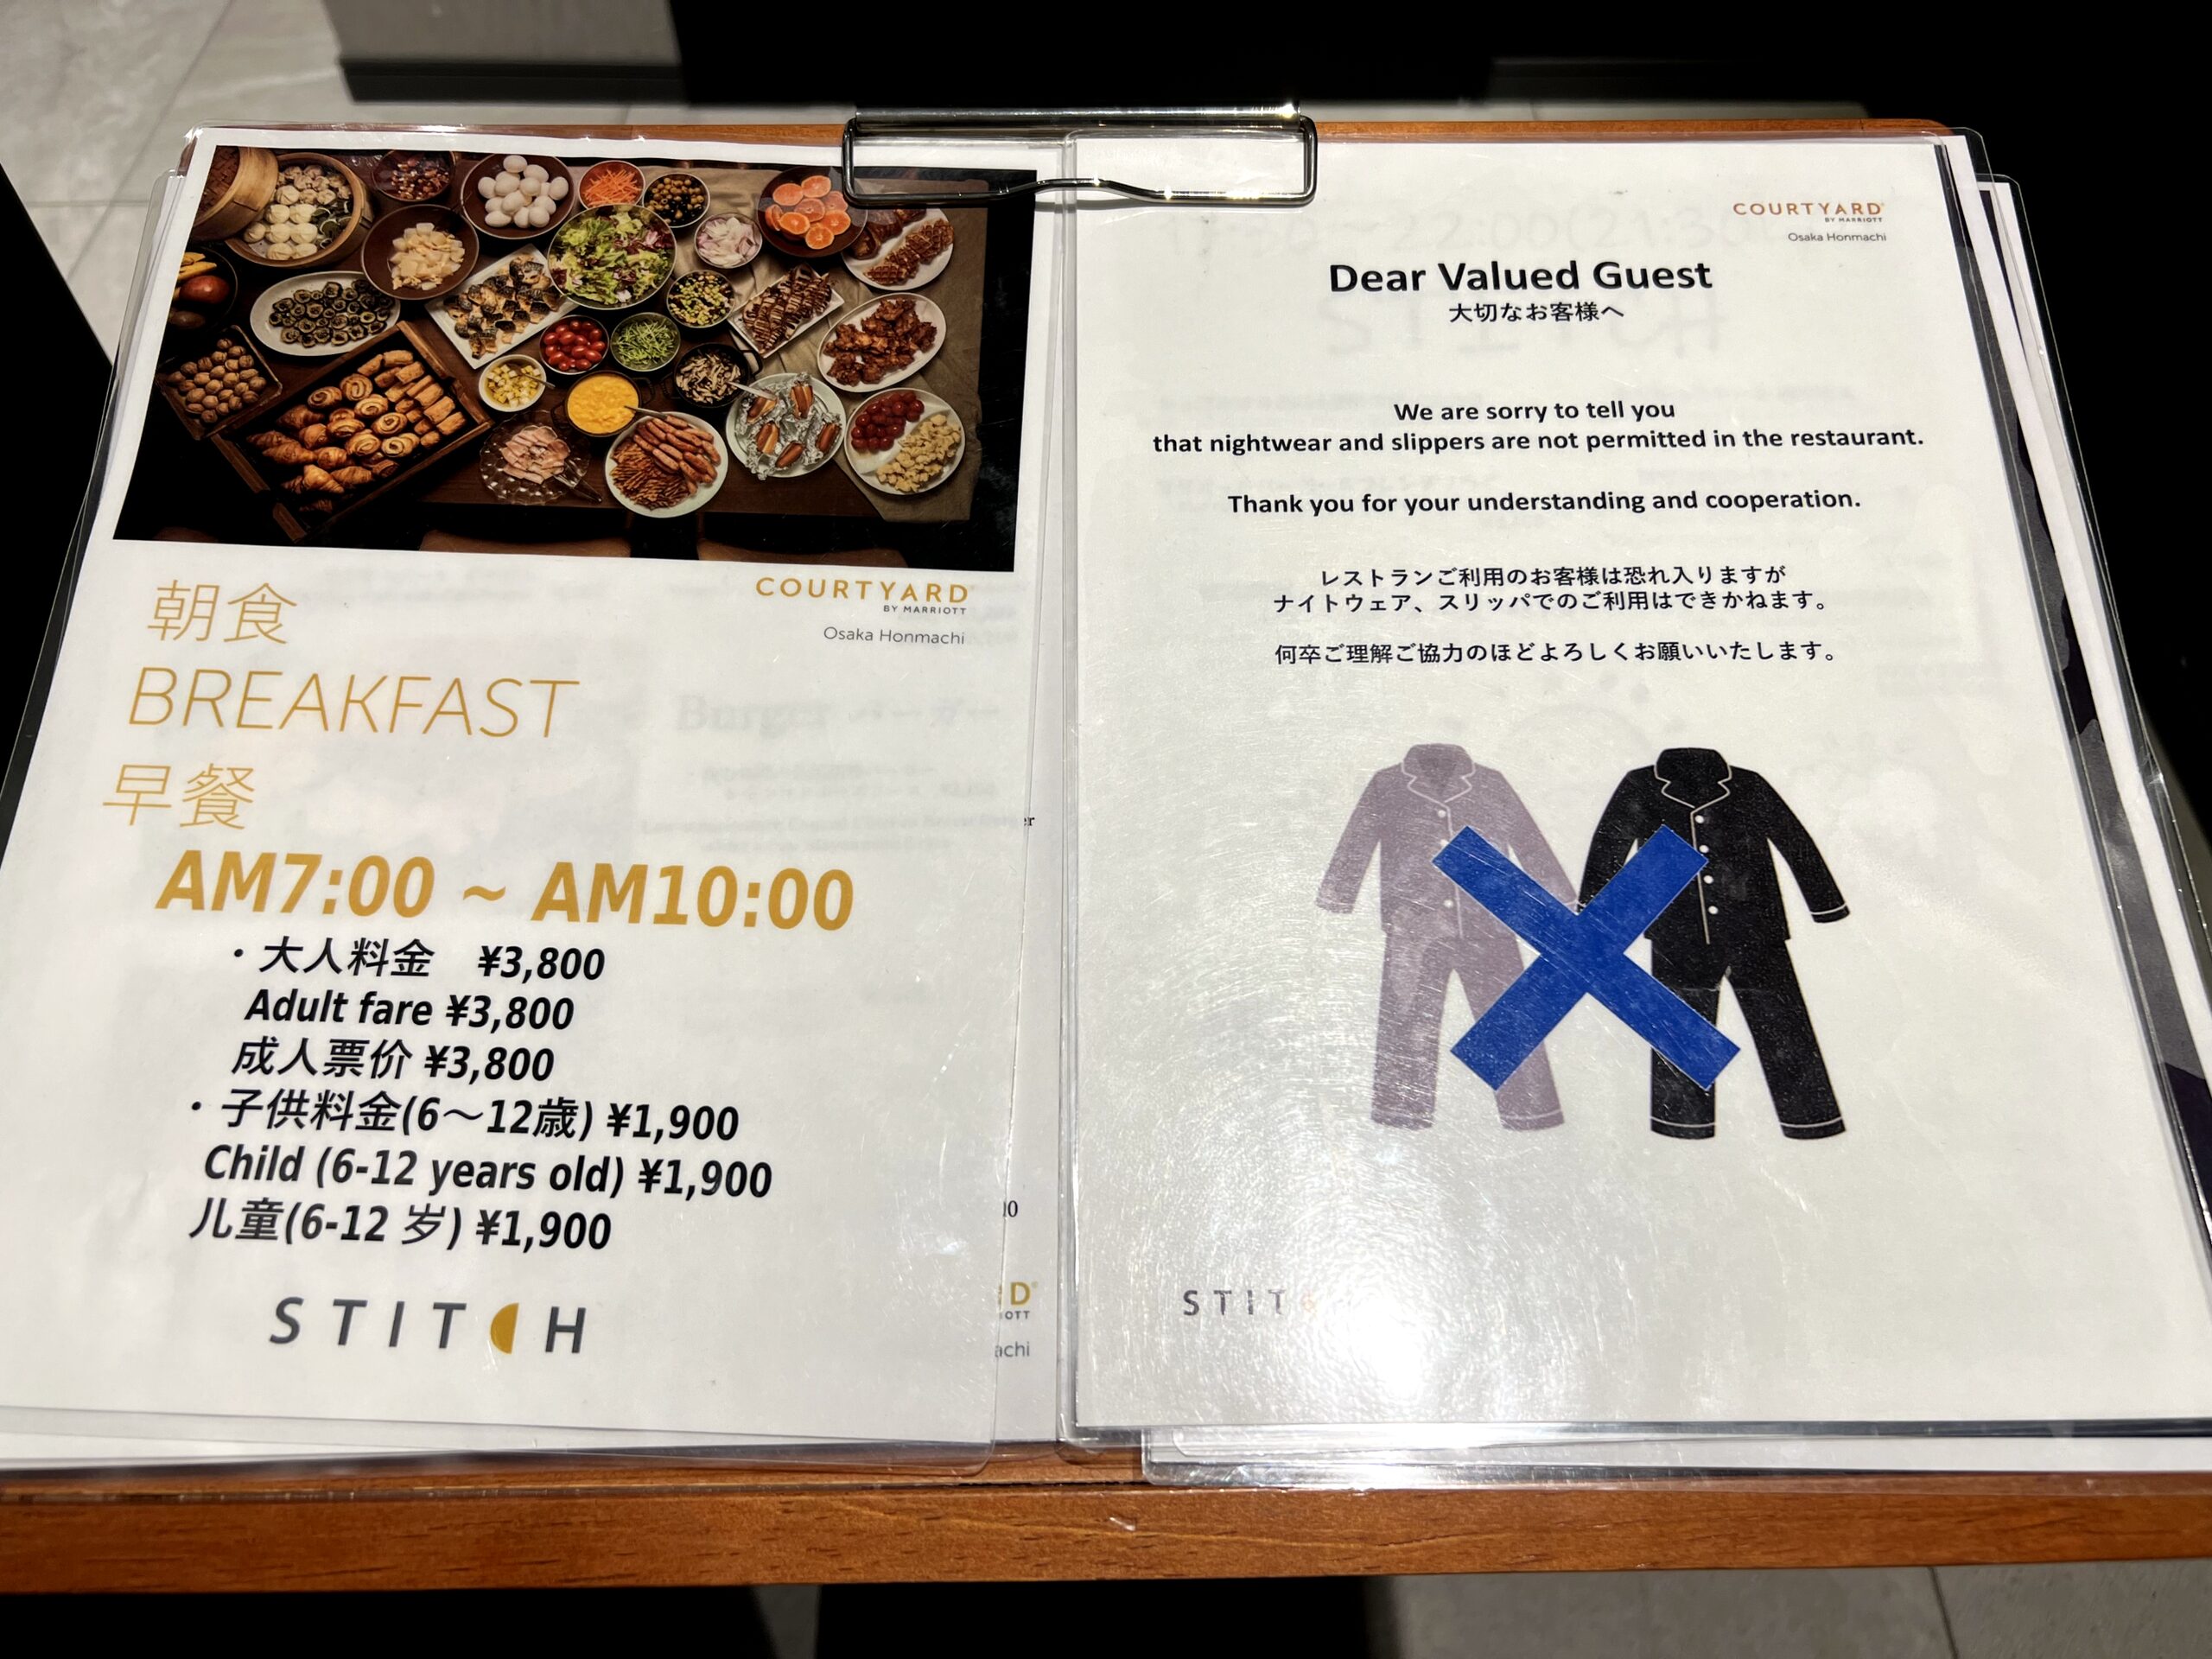 COURTYARD
BY MARRIOTT
Osaka Honmachi
朝食
BREAKFAST
早餐
AM7:00 ~ AM10:00
・大人料金　¥3,800
Adult fare ¥3,800
成人票价 ¥3,800
・子供料金(6～12歳) ¥1,900
Child (6-12 years old) ¥1,900
儿童(6-12 岁) ¥1,900
STITCH
COURTYARD
BY MARRIOTT
Osaka Honmachi
Dear Valued Guest
大切なお客様へ
We are sorry to tell you
that nightwear and slippers are not permitted in the restaurant.
Thank you for your understanding and cooperation.
レストランご利用のお客様は恐れ入りますが
ナイトウェア、スリッパでのご利用はできかねます。
何卒ご理解ご協力のほどよろしくお願いいたします。
STIT